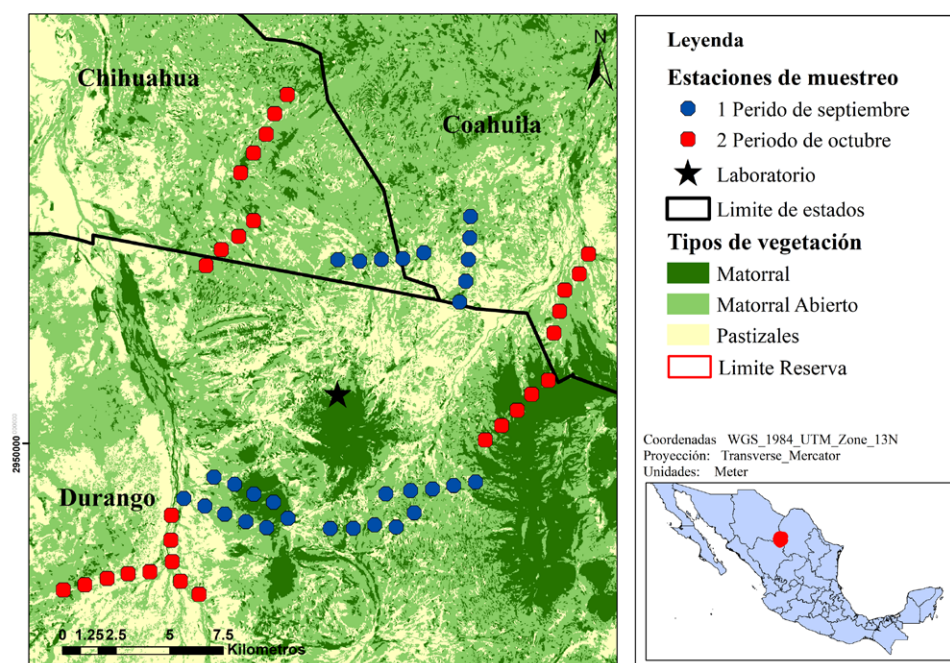 Chihuahua
Coahuila
N
2950000
Durango
0 1.25 2.5 5 7.5
Kilometros
Leyenda
Estaciones de muestreo
1 Perido de septiembre
2 Periodo de octubre
Laboratorio
Limite de estados
Tipos de vegetación
Matorral
Matorral Abierto
Pastizales
Limite Reserva
Coordenadas WGS_1984_UTM_Zone_13N
Proyección: Transverse_Mercator
Unidades: Meter